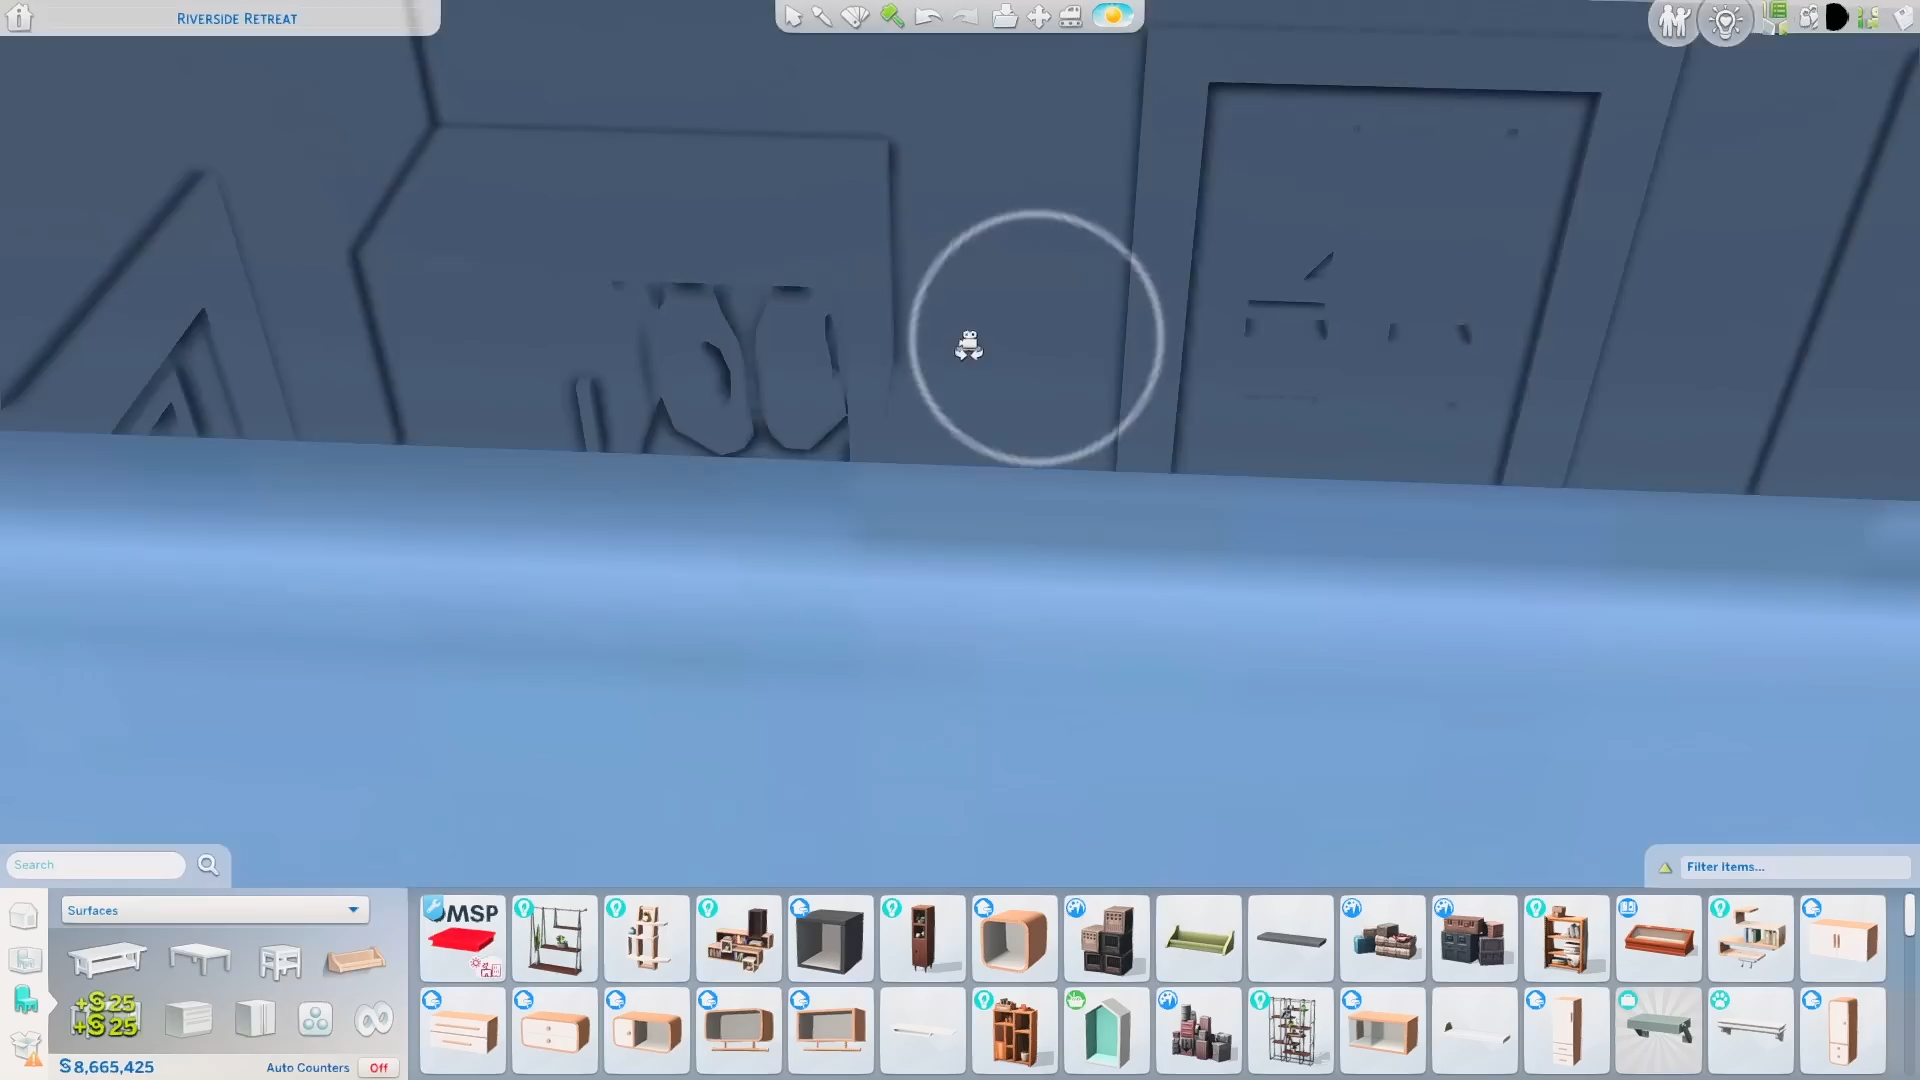 Riverside Retreat
Search
Filter Items...
Surfaces
MSP
+§25
+§25
§8,665,425
Auto Counters
Off